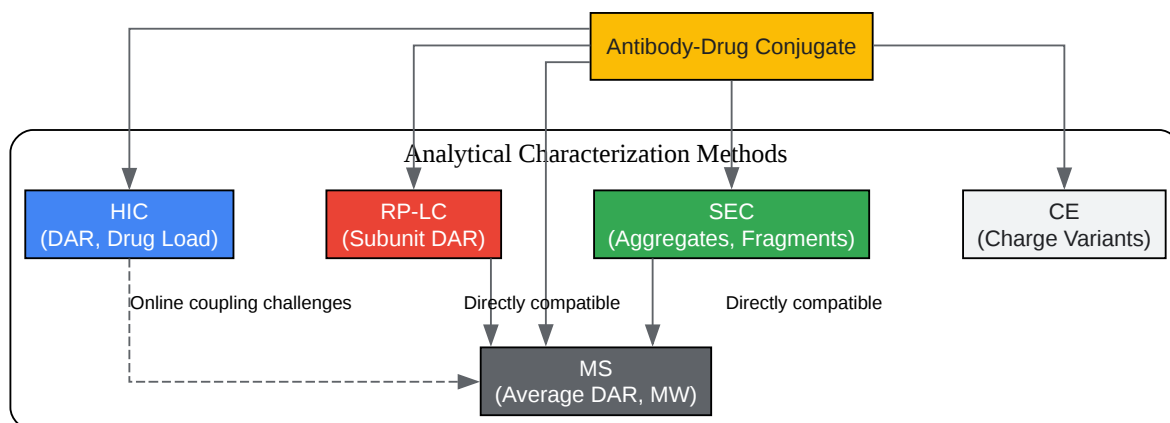 Antibody-Drug Conjugate
Analytical Characterization Methods
HIC
(DAR, Drug Load)
RP-LC
(Subunit DAR)
SEC
(Aggregates, Fragments)
CE
(Charge Variants)
Online coupling challenges
Directly compatible
Directly compatible
MS
(Average DAR, MW)